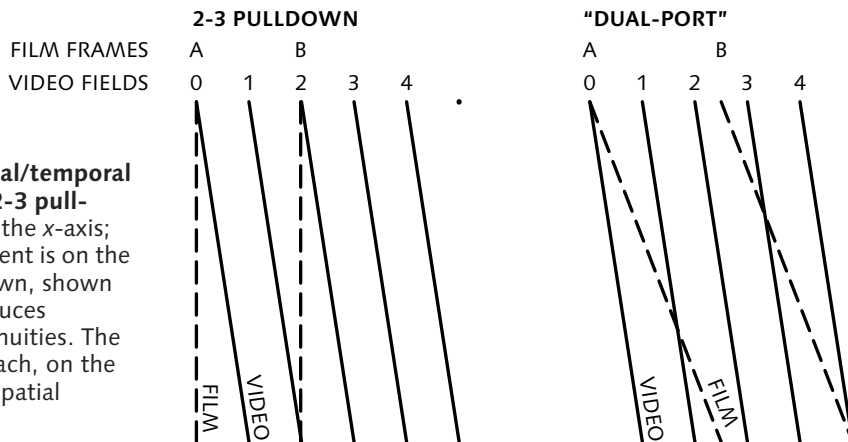 2-3 PULLDOWN “DUAL-PORT”
FILM FRAMES A B A B
VIDEO FIELDS 0 1 2 3 4 0 1 2 3 4
al/temporal
2-3 pull-
the x-axis;
ent is on the
wn, shown
uces
nuities. The
ach, on the
patial
FILM
VIDEO
VIDEO
FILM